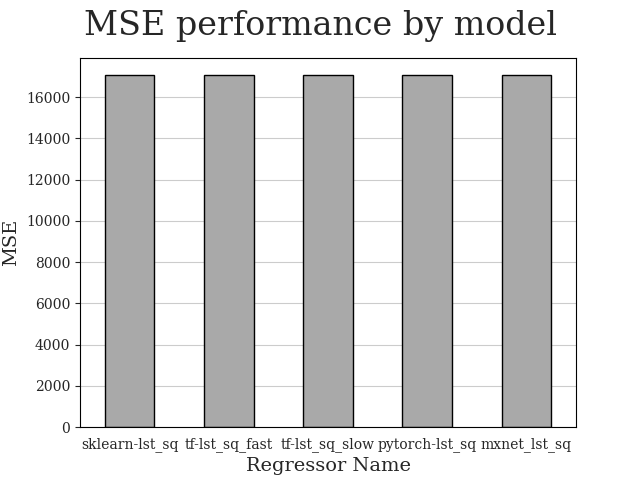 MSE performance by model
MSE
16000
14000
12000
10000
8000
6000
4000
2000
0
sklearn-lst_sq tf-lst_sq_fast tf-lst_sq_slow pytorch-lst_sq mxnet_lst_sq
Regressor Name